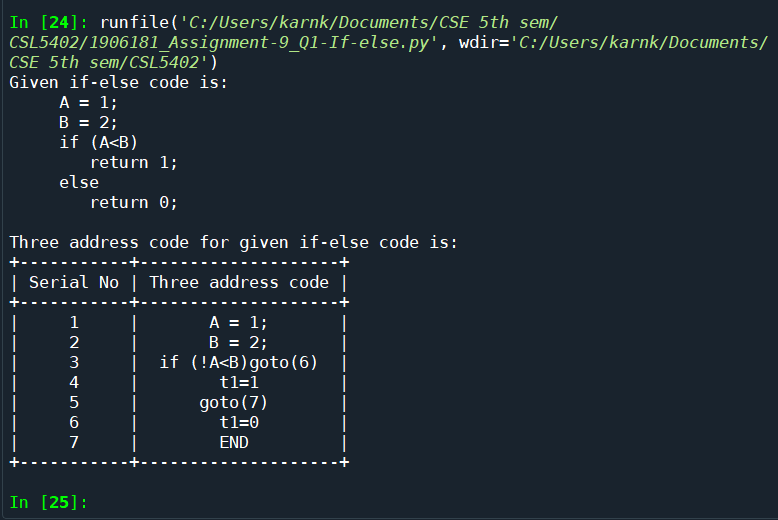 In [24]: runfile('C:/Users/karnk/Documents/CSE 5th sem/
CSL5402/1906181_Assignment-9_Q1-If-else.py', wdir='C:/Users/karnk/Documents/
CSE 5th sem/CSL5402')
Given if-else code is:
     A = 1;
     B = 2;
     if (A<B)
        return 1;
     else
        return 0;

Three address code for given if-else code is:
+-----------+--------------------+
| Serial No | Three address code |
+-----------+--------------------+
|     1     |       A = 1;       |
|     2     |       B = 2;       |
|     3     |  if (!A<B)goto(6)  |
|     4     |        t1=1        |
|     5     |      goto(7)       |
|     6     |        t1=0        |
|     7     |        END         |
+-----------+--------------------+

In [25]: